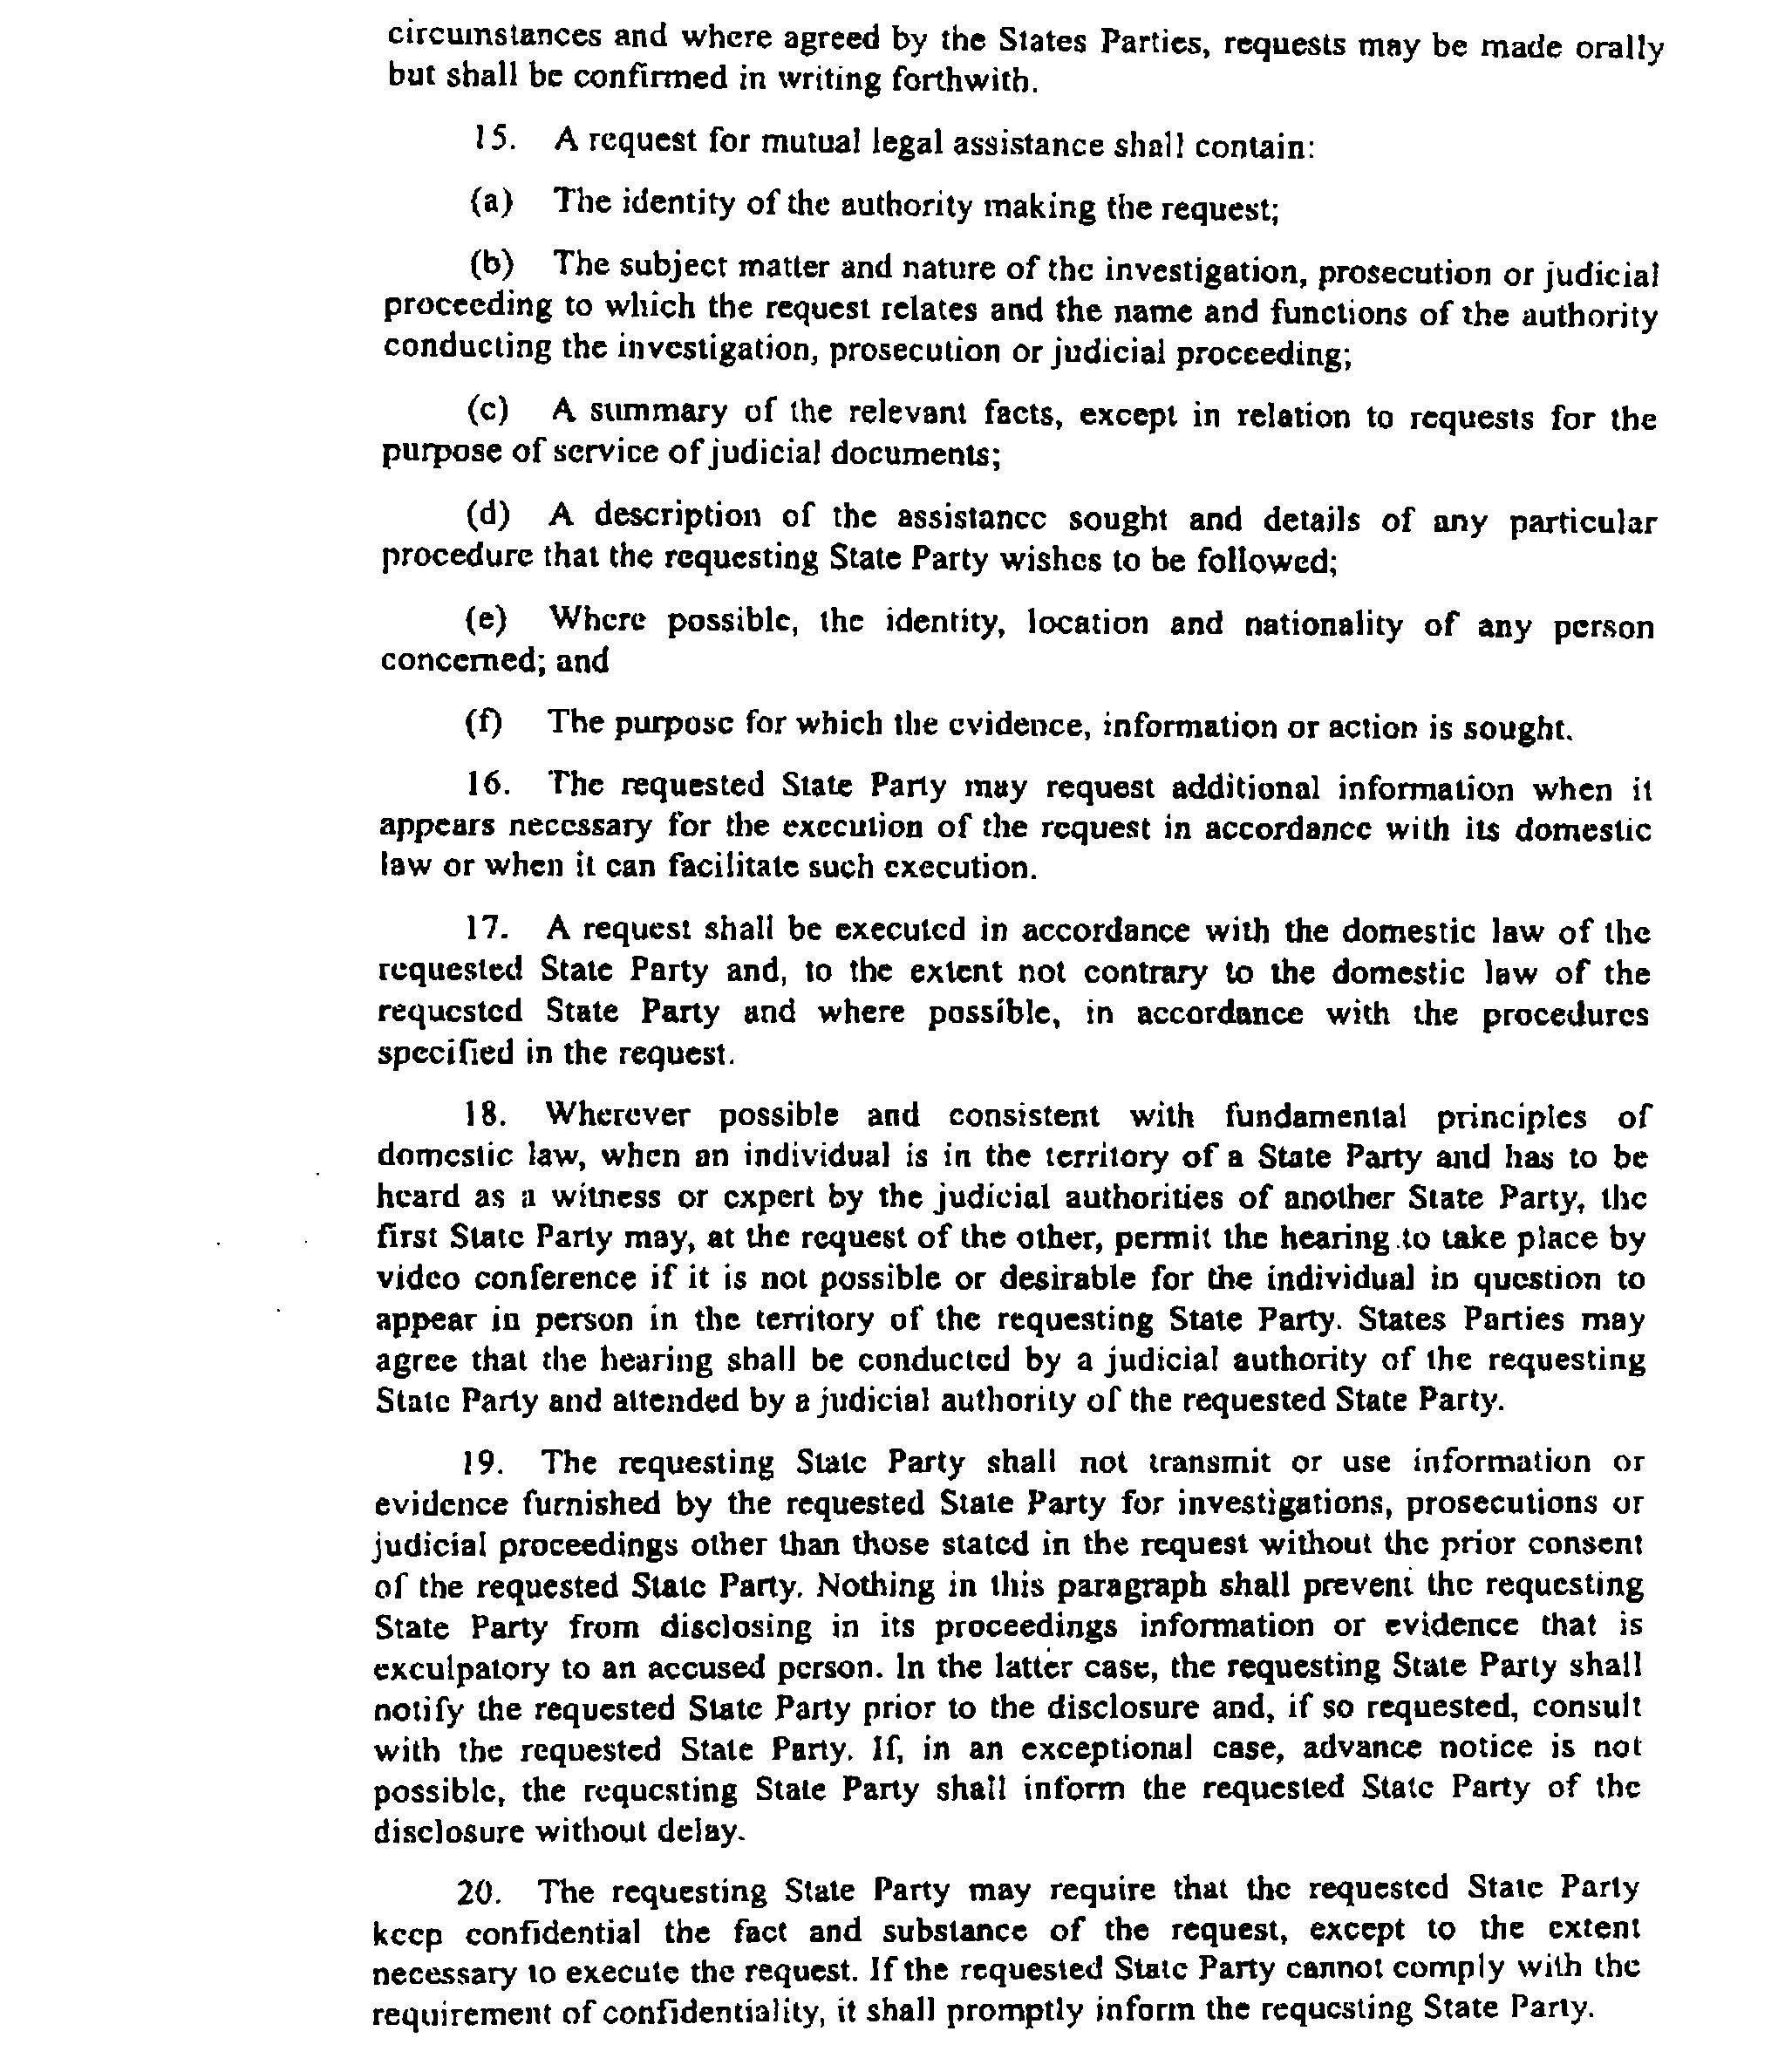 circumstances and where agreed by the States Parties, requests may be made orally
but shall be confirmed in writing forthwith.
15. A request for mutual legal assistance shall contain:
(a) The identity of the authority making the request;
(b) The subject matter and nature of the investigation, prosecution or judicial
proceeding to which the request relates and the name and functions of the authority
conducting the investigation, prosecution or judicial proceeding;
(c) A summary of the relevant facts, except in relation to requests for the
purpose of service of judicial documents;
(d) A description of the assistance sought and details of any particular
procedure that the requesting State Party wishes to be followed;
(e) Where possible, the identity, location and nationality of any person
concerned; and
(f) The purpose for which the evidence, information or action is sought.
16. The requested State Party may request additional information when it
appears necessary for the execution of the request in accordance with its domestic
law or when it can facilitate such execution.
17. A request shall be executed in accordance with the domestic law of the
requested State Party and, to the extent not contrary to the domestic law of the
requested State Party and where possible, in accordance with the procedures
specified in the request.
18. Wherever possible and consistent with fundamental principles of
domestic law, when an individual is in the territory of a State Party and has to be
heard as a witness or expert by the judicial authorities of another State Party, the
first State Party may, at the request of the other, permit the hearing to take place by
video conference if it is not possible or desirable for the individual in question to
appear in person in the territory of the requesting State Party. States Parties may
agree that the hearing shall be conducted by a judicial authority of the requesting
State Party and attended by a judicial authority of the requested State Party.
19. The requesting State Party shall not transmit or use information or
evidence furnished by the requested State Party for investigations, prosecutions or
judicial proceedings other than those stated in the request without the prior consent
of the requested State Party. Nothing in this paragraph shall prevent the requesting
State Party from disclosing in its proceedings information or evidence that is
exculpatory to an accused person. In the latter case, the requesting State Party shall
notify the requested State Party prior to the disclosure and, if so requested, consult
with the requested State Party. If, in an exceptional case, advance notice is not
possible, the requesting State Party shall inform the requested State Party of the
disclosure without delay.
20. The requesting State Party may require that the requested State Party
keep confidential the fact and substance of the request, except to the extent
necessary to execute the request. If the requested State Party cannot comply with the
requirement of confidentiality, it shall promptly inform the requesting State Party.